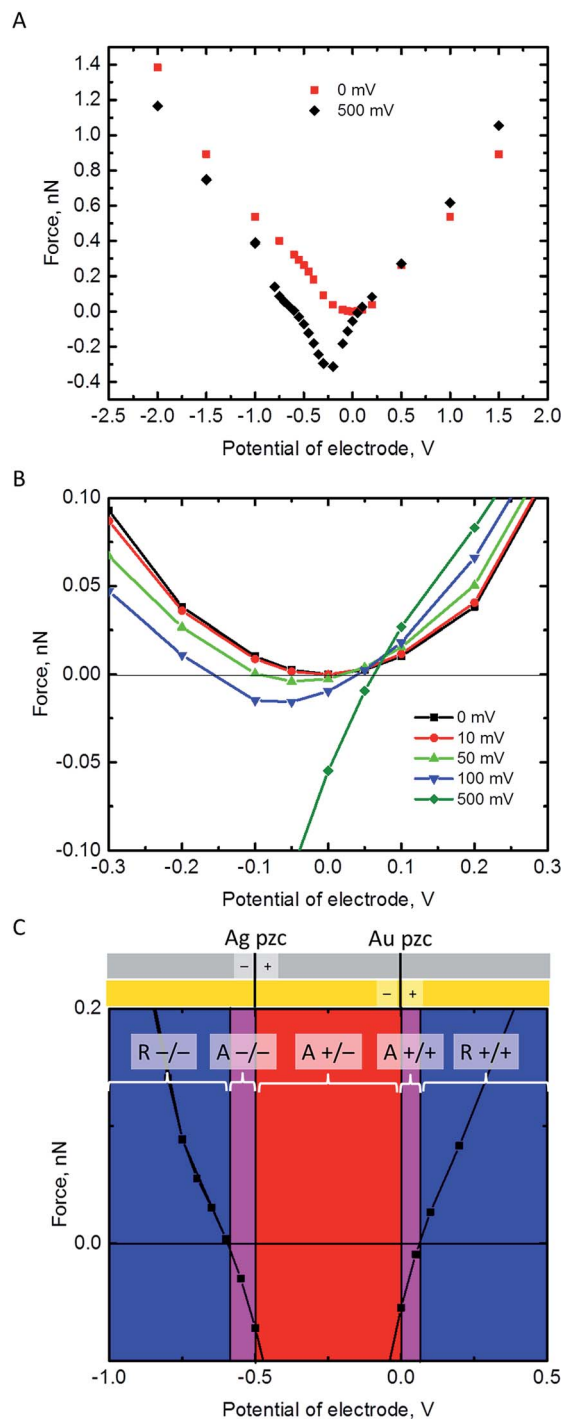 A
1.4
1.2
1.0
0.8
0.6
0.4
0.2
0.0
-0.2
-0.4
Force, nN
0 mV
500 mV
-2.5 -2.0 -1.5 -1.0 -0.5 0.0 0.5 1.0 1.5 2.0
Potential of electrode, V
B
0.10
0.05
0.00
-0.05
-0.10
Force, nN
0 mV
10 mV
50 mV
100 mV
500 mV
-0.3 -0.2 -0.1 0.0 0.1 0.2 0.3
Potential of electrode, V
C
Ag pzc Au pzc
– +
– +
0.2
R –/– A –/– A +/– A +/+ R +/+
Force, nN
0.0
-1.0 -0.5 0.0 0.5
Potential of electrode, V